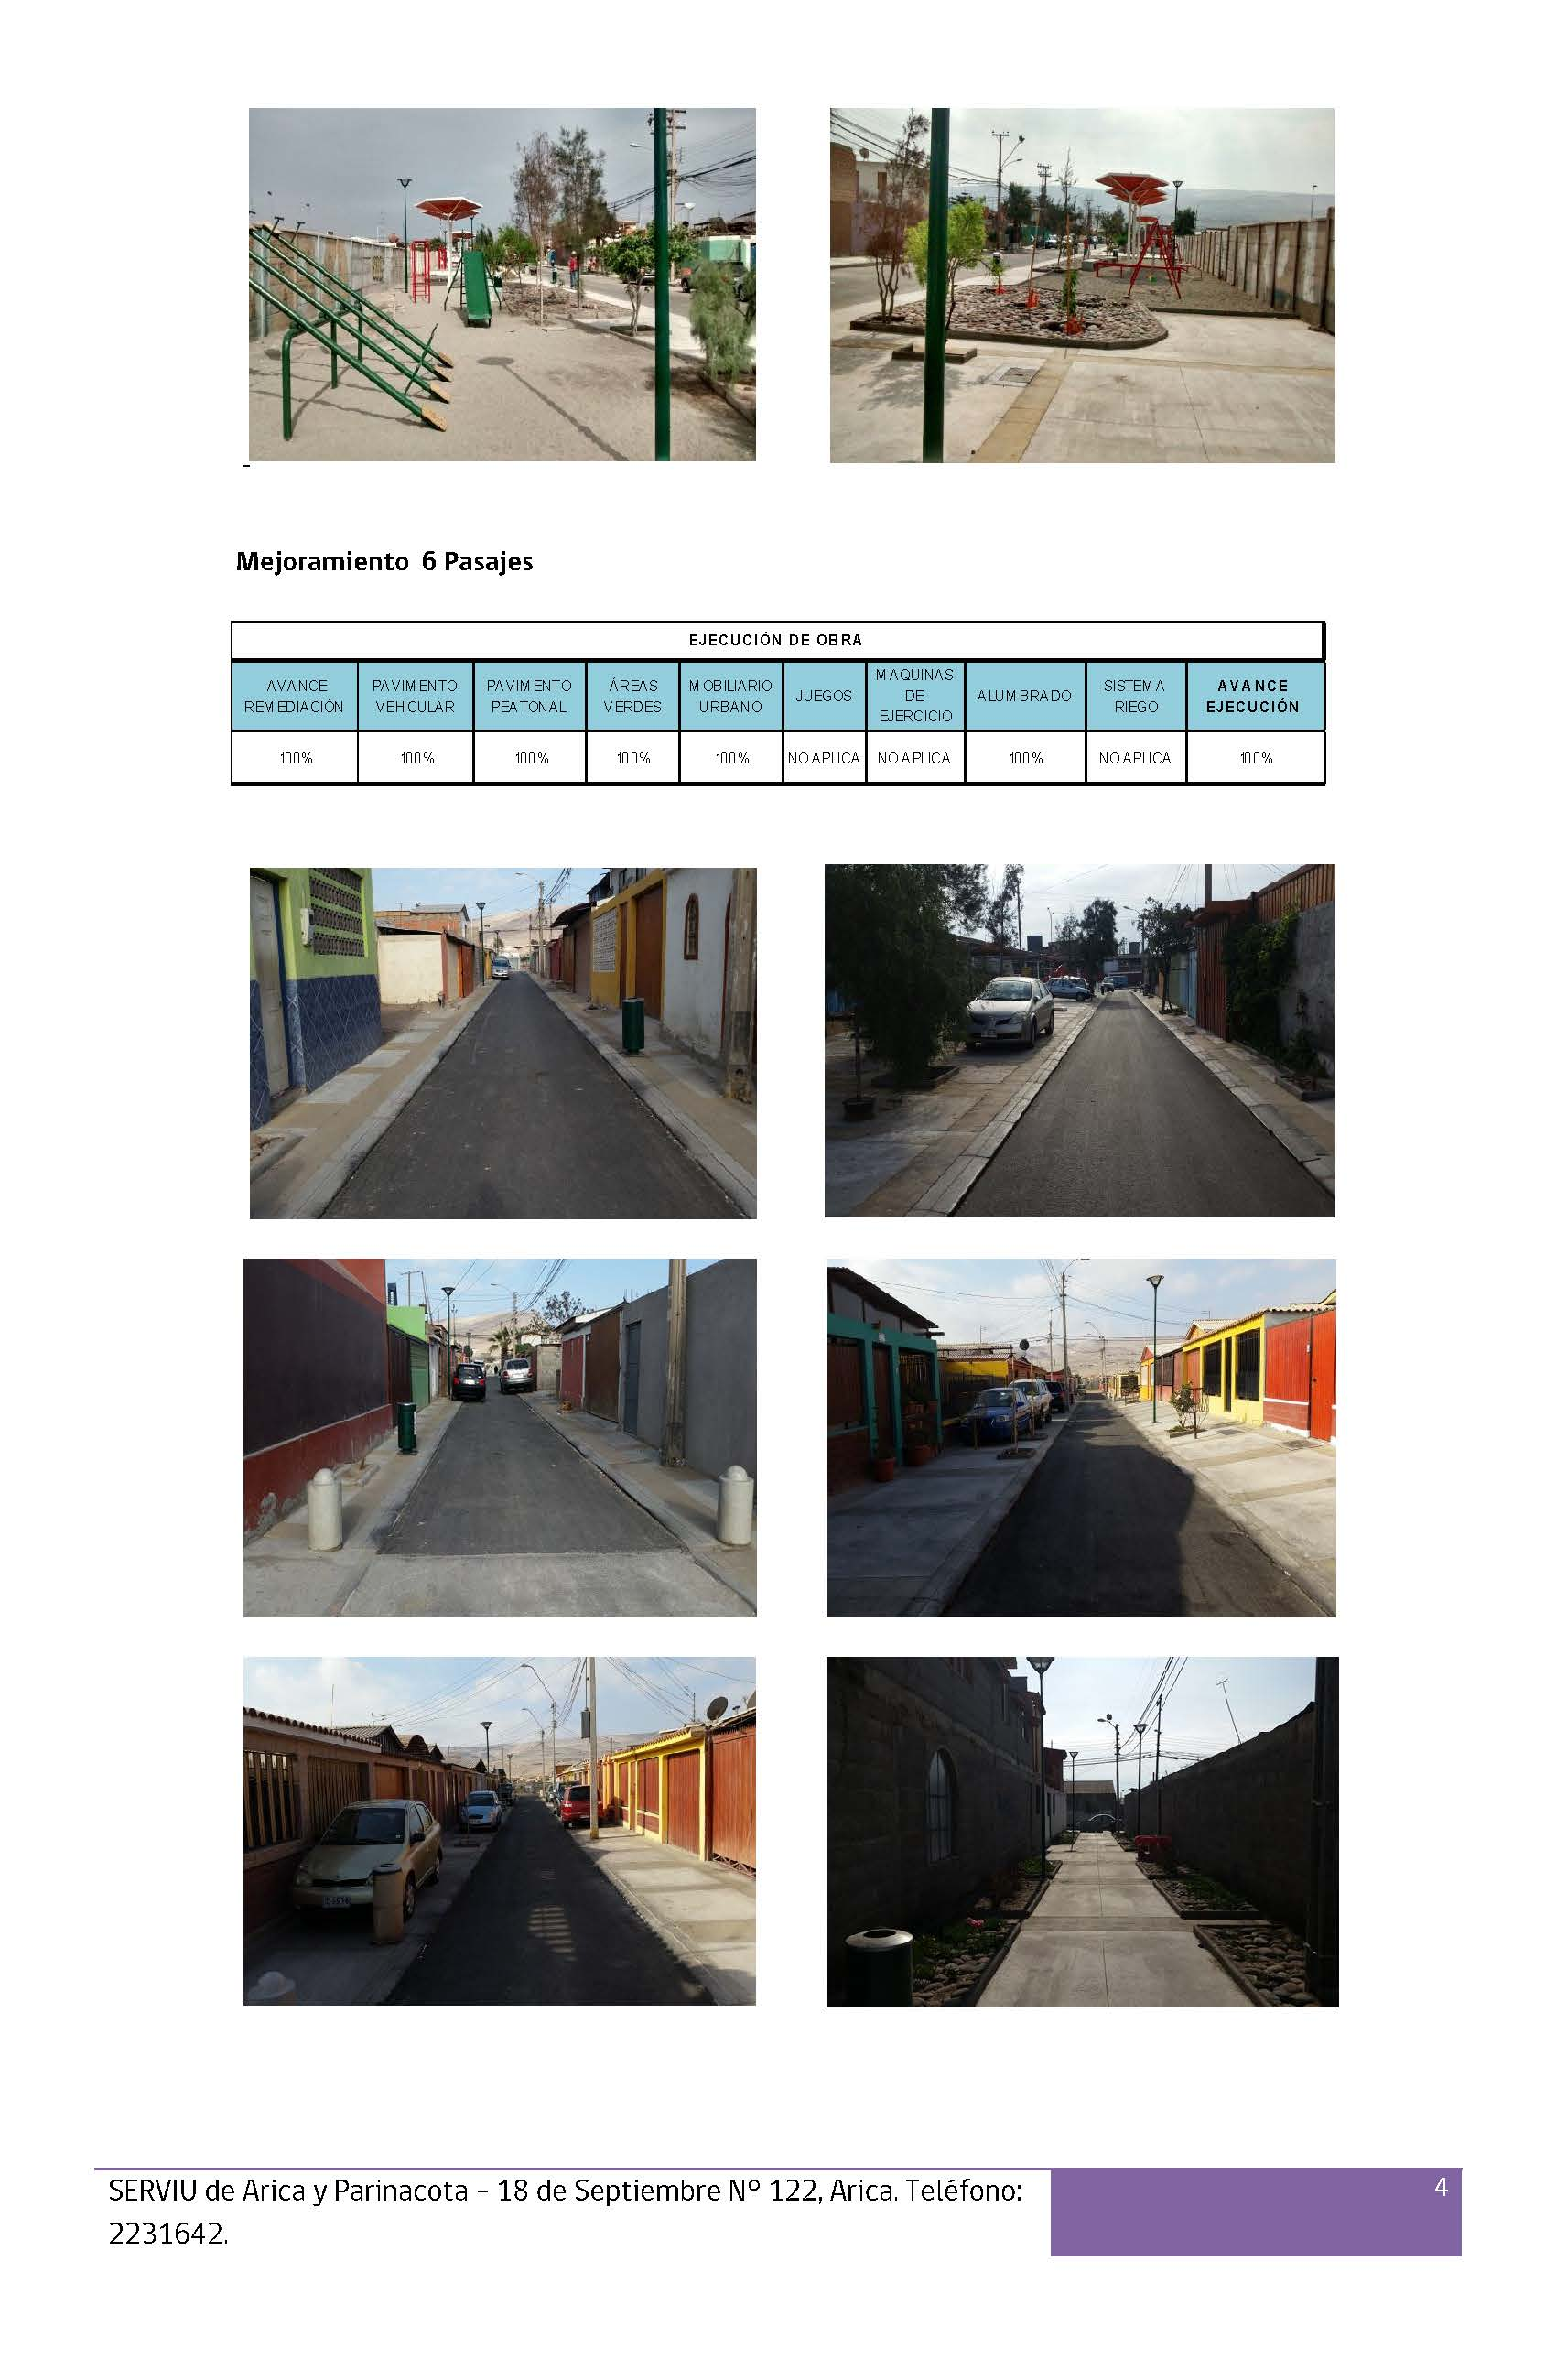 Mejoramiento 6 Pasajes
EJECUCIÓN DE OBRA
AVANCE REMEDIACIÓN
PAVIMENTO VEHICULAR
PAVIMENTO PEATONAL
ÁREAS VERDES
MOBILIARIO URBANO
JUEGOS
MAQUINAS DE EJERCICIO
ALUMBRADO
SISTEMA RIEGO
AVANCE EJECUCIÓN
100% 100% 100% 100% 100% NO APLICA NO APLICA 100% NO APLICA 100%
SERVIU de Arica y Parinacota – 18 de Septiembre Nº 122, Arica. Teléfono:
2231642.
4